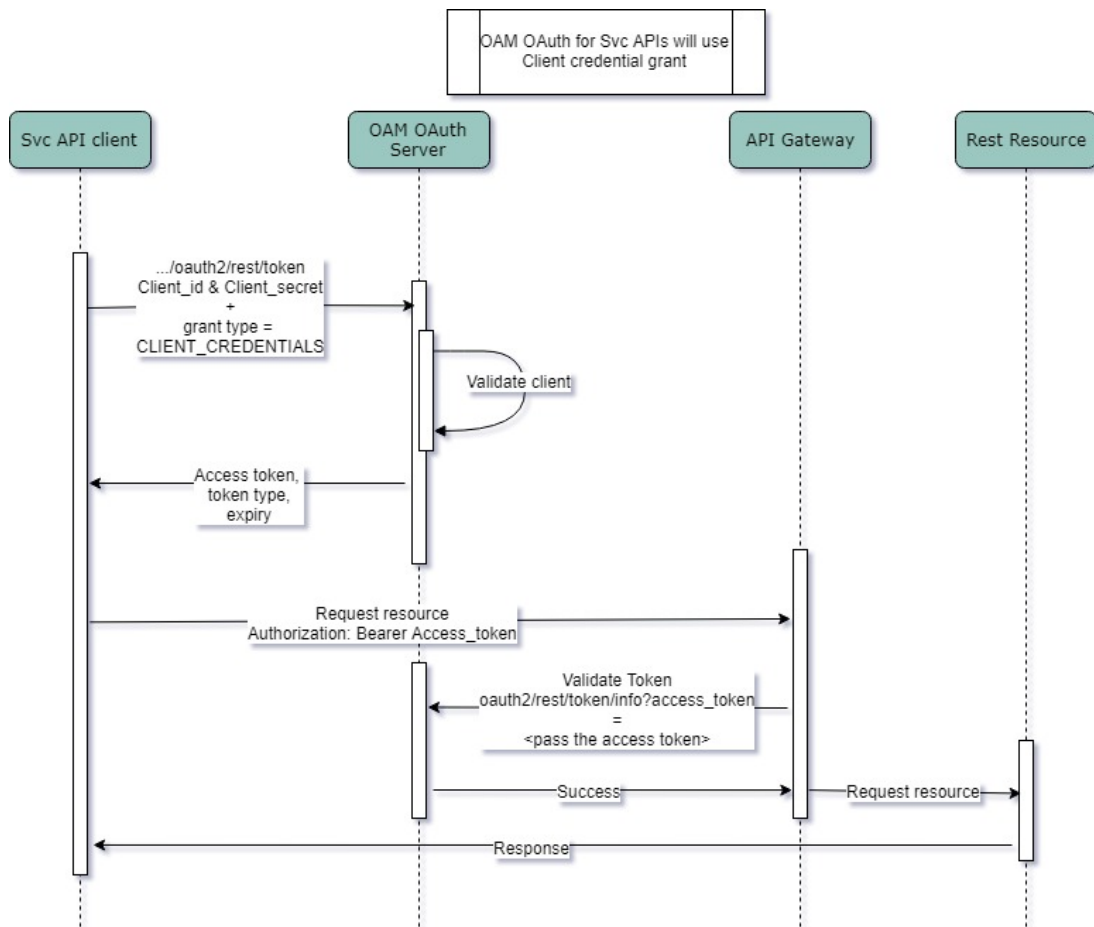 OAM OAuth for Svc APIs will use
Client credential grant
Svc API client
OAM OAuth
Server
API Gateway
Rest Resource
.../oauth2/rest/token
Client_id & Client_secret
+
grant type =
CLIENT_CREDENTIALS
Validate client
Access token,
token type,
expiry
Request resource
Authorization: Bearer Access_token
Validate Token
oauth2/rest/token/info?access_token
=
<pass the access token>
Success
Request resource
Response